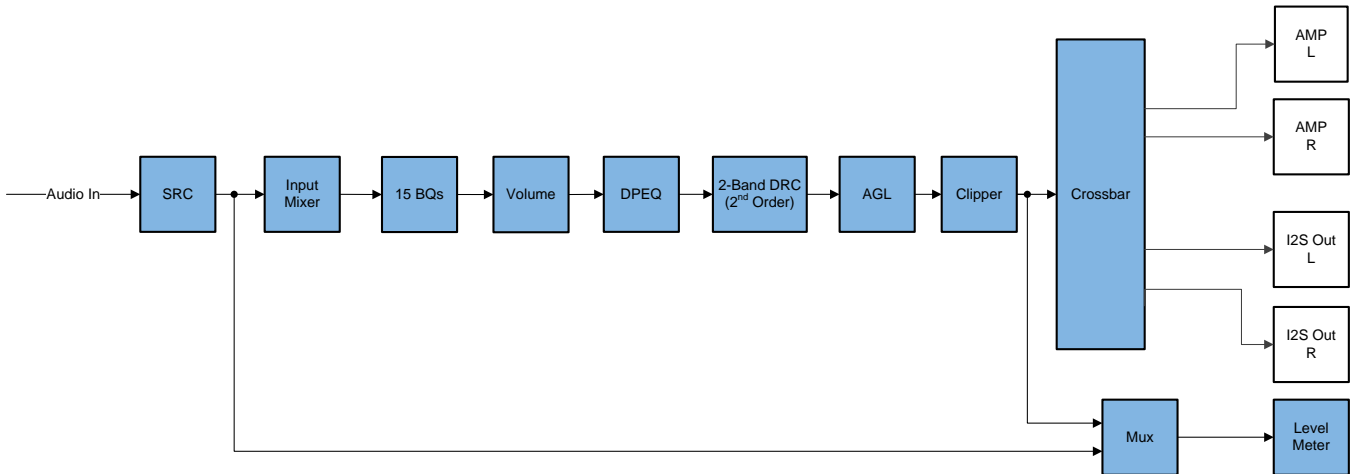 Audio In
SRC
Input
Mixer
15 BQs
Volume
DPEQ
2-Band DRC
(2nd Order)
AGL
Clipper
Crossbar
AMP
L
AMP
R
I2S Out
L
I2S Out
R
Mux
Level
Meter